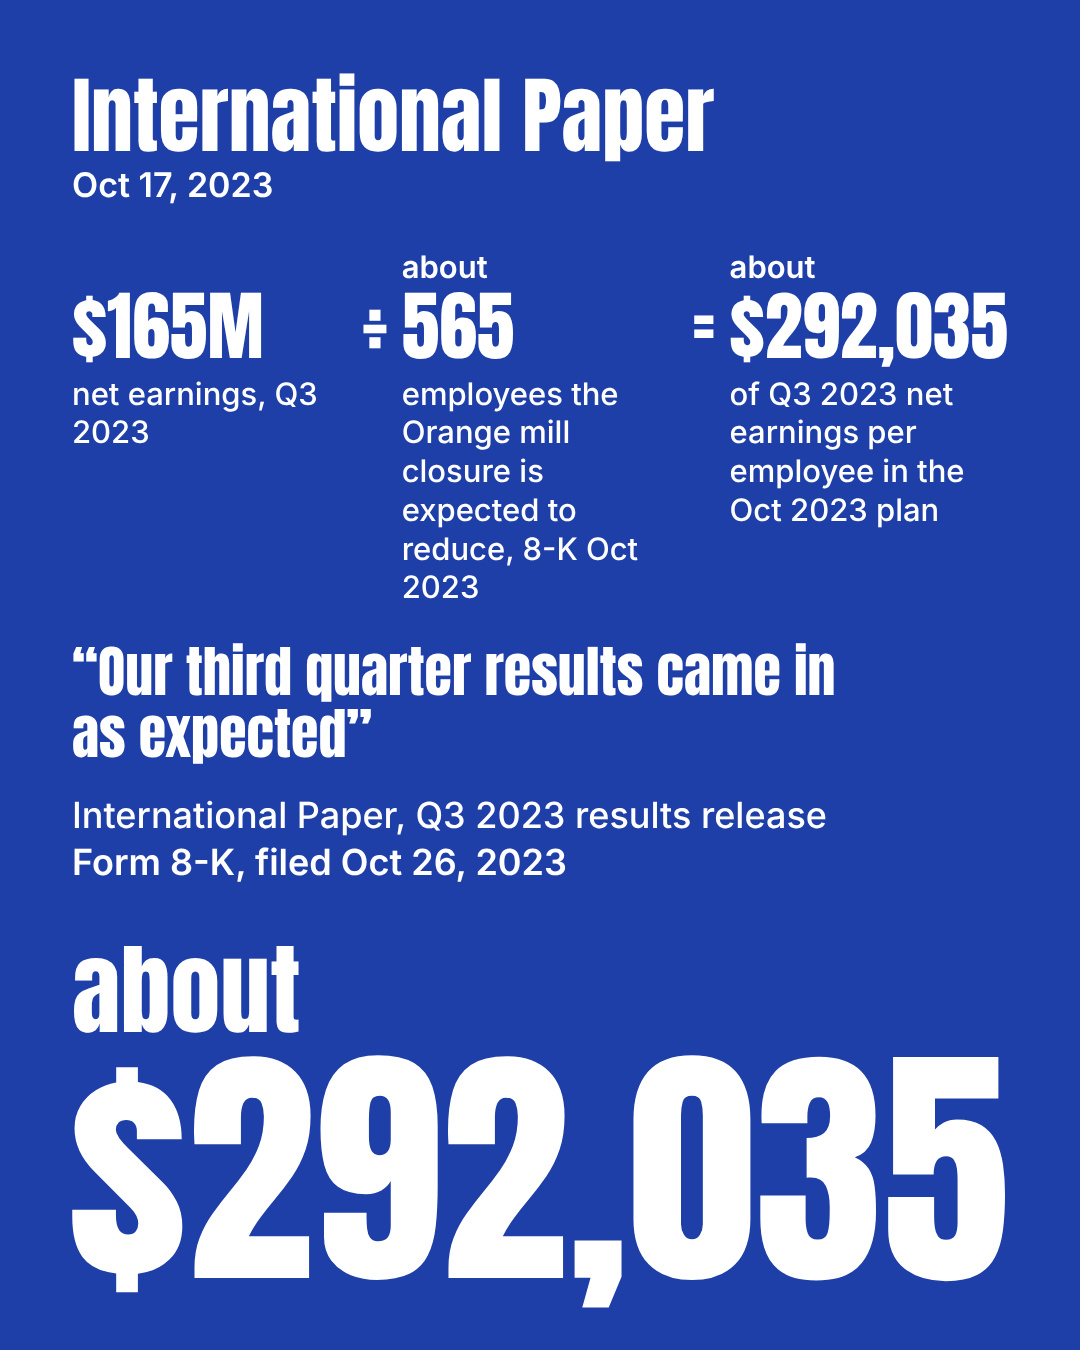 International Paper
Oct 17, 2023
$165M
net earnings, Q3
2023
÷
about
565
employees the
Orange mill
closure is
expected to
reduce, 8-K Oct
2023
=
about
$292,035
of Q3 2023 net
earnings per
employee in the
Oct 2023 plan
“Our third quarter results came in
as expected”
International Paper, Q3 2023 results release
Form 8-K, filed Oct 26, 2023
about
$292,035